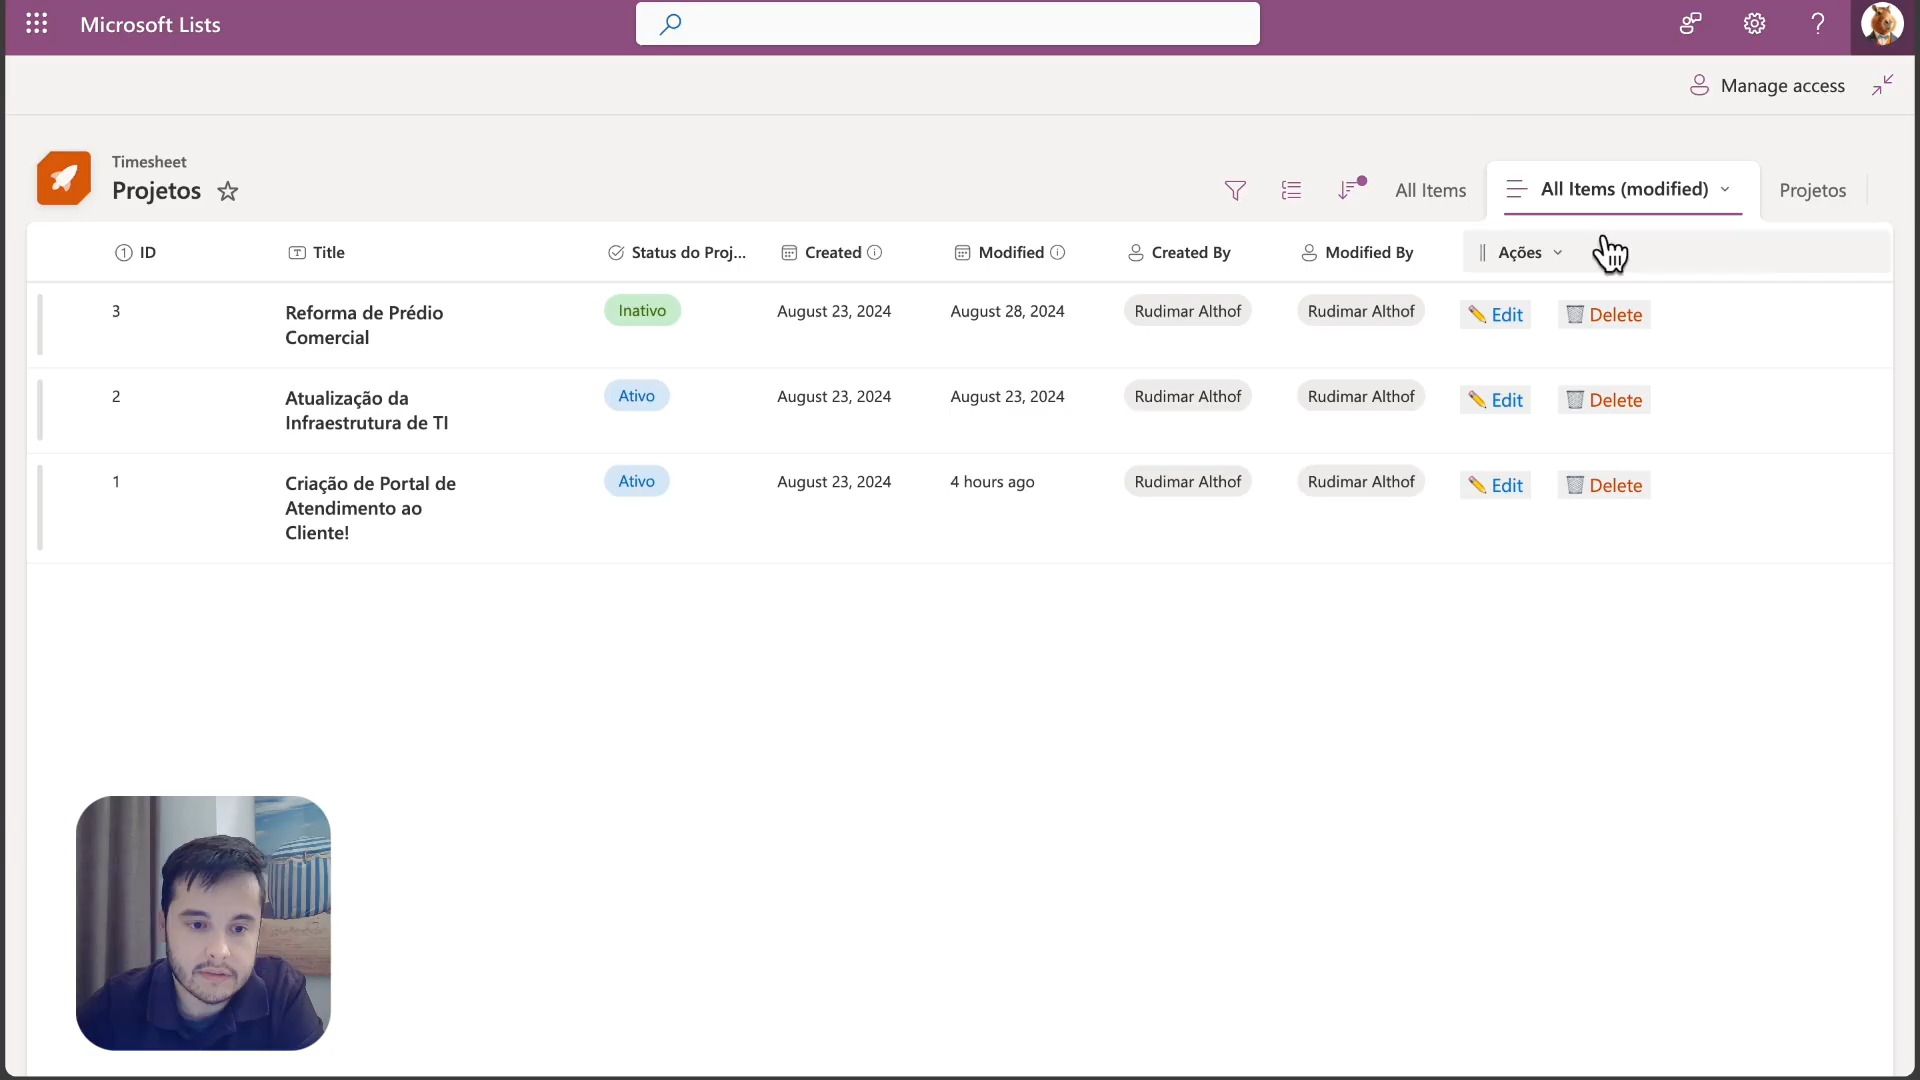 Microsoft Lists
Manage access
Timesheet
Projetos
All Items
All Items (modified)
Projetos
ID
Title
Status do Proj...
Created
Modified
Created By
Modified By
Ações
3
Reforma de Prédio
Comercial
Inativo
August 23, 2024
August 28, 2024
Rudimar Althof
Rudimar Althof
Edit
Delete
2
Atualização da
Infraestrutura de TI
Ativo
August 23, 2024
August 23, 2024
Rudimar Althof
Rudimar Althof
Edit
Delete
1
Criação de Portal de
Atendimento ao
Cliente!
Ativo
August 23, 2024
4 hours ago
Rudimar Althof
Rudimar Althof
Edit
Delete